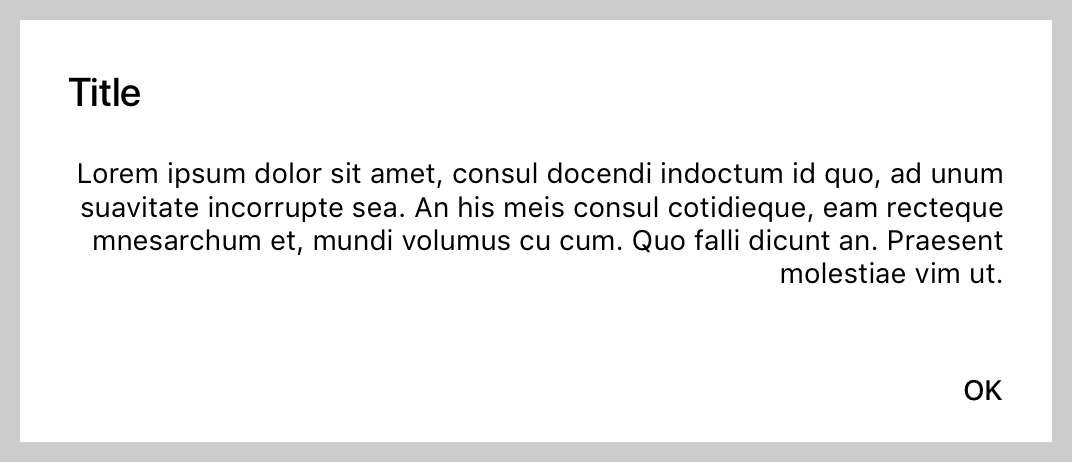 Title
Lorem ipsum dolor sit amet, consul docendi indoctum id quo, ad unum
suavitate incorrupte sea. An his meis consul cotidieque, eam recteque
mnesarchum et, mundi volumus cu cum. Quo falli dicunt an. Praesent
molestiae vim ut.
OK